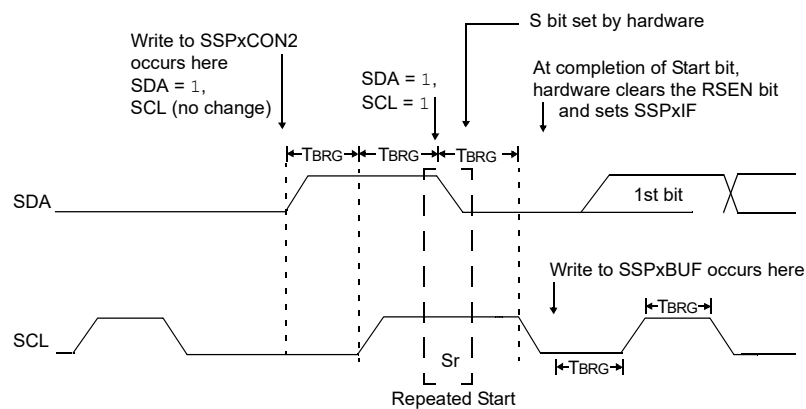 S bit set by hardware
Write to SSPxCON2
occurs here
SDA = 1,
SCL (no change)
SDA = 1,
SCL = 1
At completion of Start bit,
hardware clears the RSEN bit
and sets SSPxIF
TBRG TBRG TBRG
SDA
1st bit
Write to SSPxBUF occurs here
TBRG
SCL
Sr
TBRG
Repeated Start